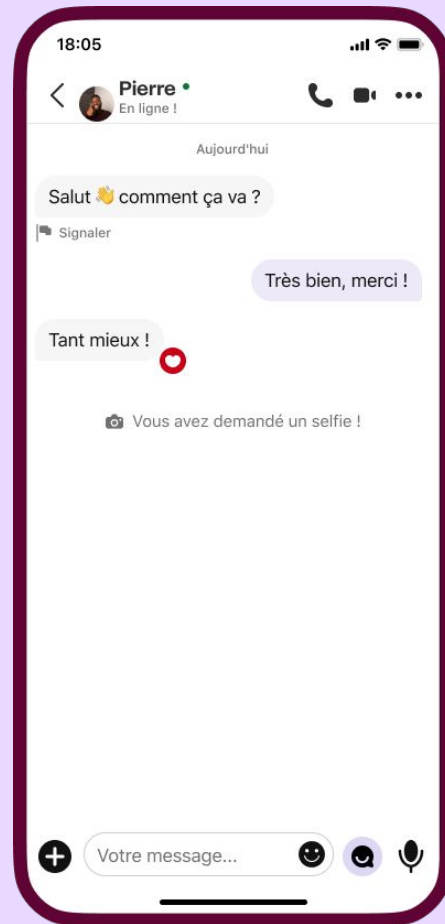 18:05
Pierre
En ligne !
Aujourd'hui
Salut 👋 comment ça va ?
Signaler
Très bien, merci !
Tant mieux !
Vous avez demandé un selfie !
Votre message...